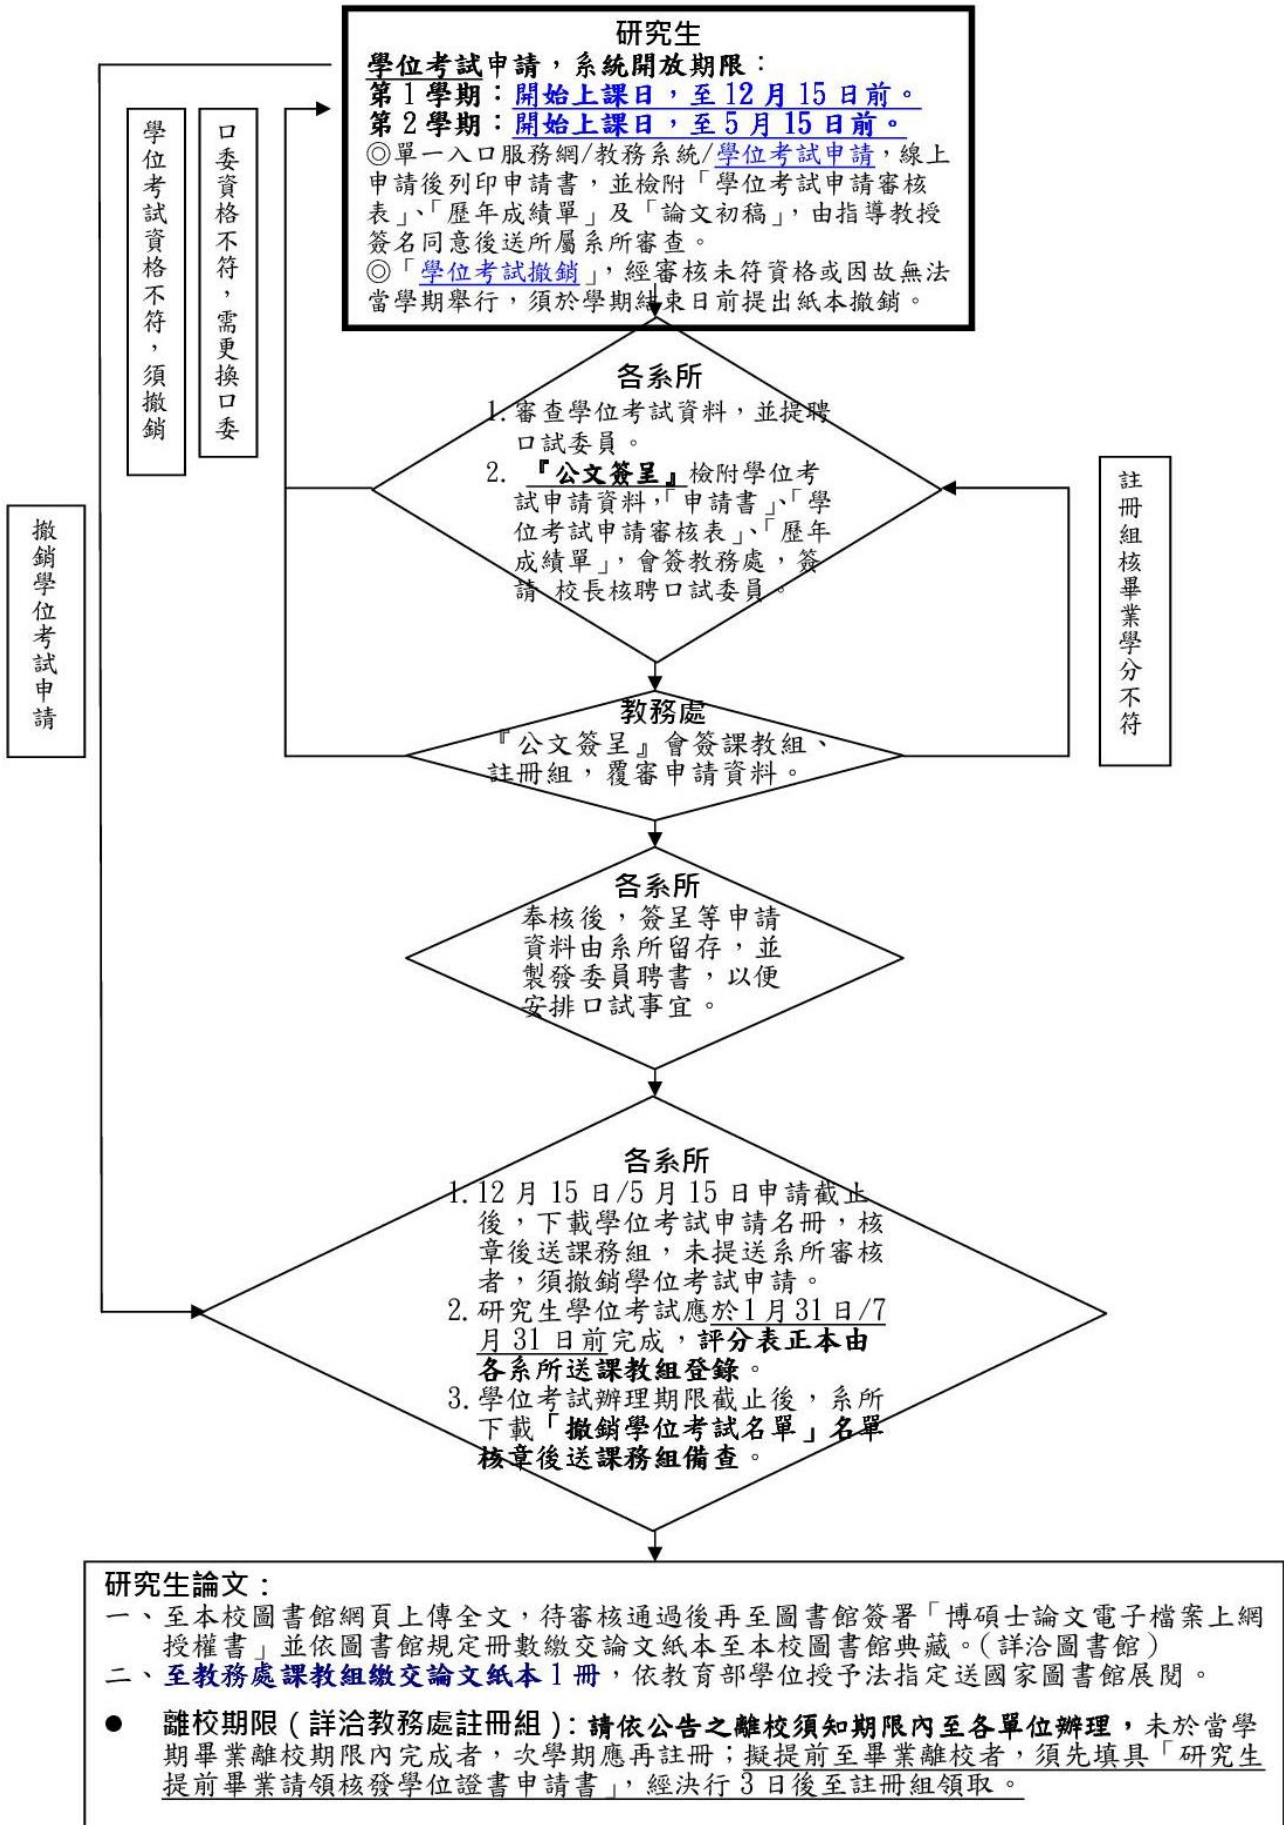 研究生
學位考試申請，系統開放期限：
第1學期：開始上課日，至12月15日前。
第2學期：開始上課日，至5月15日前。
◎單一入口服務網/教務系統/學位考試申請，線上
申請後列印申請書，並檢附「學位考試申請審核
表」、「歷年成績單」及「論文初稿」，由指導教授
簽名同意後送所屬系所審查。
◎「學位考試撤銷」，經審核未符資格或因故無法
當學期舉行，須於學期結束日前提出紙本撤銷。
學位考試資格不符，須撤銷
口委資格不符，需更換口委
撤銷學位考試申請
各系所
1. 審查學位考試資料，並提聘
口試委員。
2. 『公文簽呈』檢附學位考
試申請資料，「申請書」、「學
位考試申請審核表」、「歷年
成績單」，會簽教務處，簽
請 校長核聘口試委員。
註冊組核畢業學分不符
教務處
『公文簽呈』會簽課教組、
註冊組，覆審申請資料。
各系所
奉核後，簽呈等申請
資料由系所留存，並
製發委員聘書，以便
安排口試事宜。
各系所
1. 12月15日/5月15日申請截止
後，下載學位考試申請名冊，核
章後送課務組，未提送系所審核
者，須撤銷學位考試申請。
2. 研究生學位考試應於1月31日/7
月31日前完成，評分表正本由
各系所送課教組登錄。
3. 學位考試辦理期限截止後，系所
下載「撤銷學位考試名單」名單
核章後送課務組備查。
研究生論文：
一、至本校圖書館網頁上傳全文，待審核通過後再至圖書館簽署「博碩士論文電子檔案上網
授權書」並依圖書館規定冊數繳交論文紙本至本校圖書館典藏。(詳洽圖書館)
二、至教務處課教組繳交論文紙本1冊，依教育部學位授予法指定送國家圖書館展閱。
● 離校期限（詳洽教務處註冊組）：請依公告之離校須知期限內至各單位辦理，未於當學
期畢業離校期限內完成者，次學期應再註冊；擬提前至畢業離校者，須先填具「研究生
提前畢業請領核發學位證書申請書」，經決行3日後至註冊組領取。